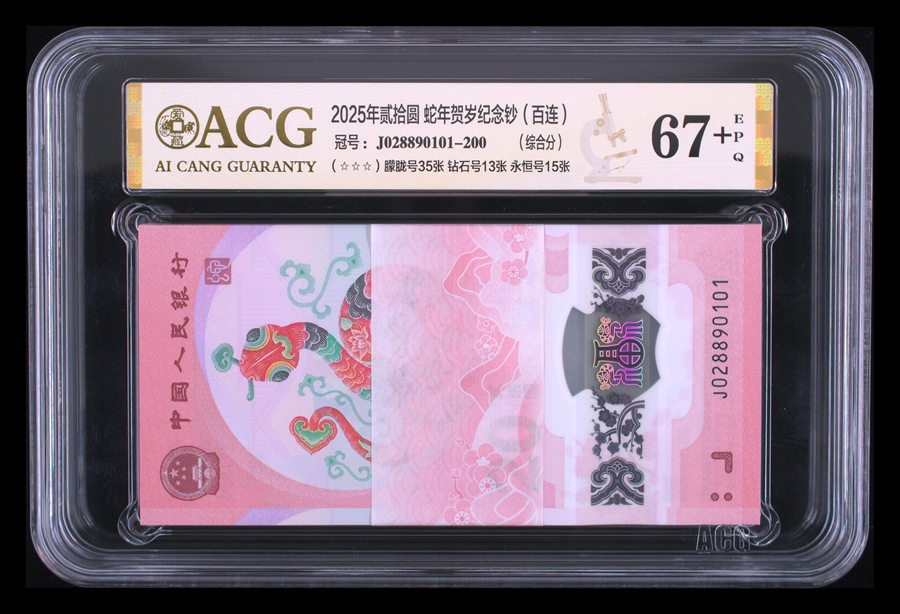 ACG
AI CANG GUARANTY
2025年贰拾圆 蛇年贺岁纪念钞（百连）
冠号：J028890101-200 （综合分）
（☆☆☆）朦胧号35张 钻石号13张 永恒号15张
67+
EPQ
中国人民银行
J028890101
ACG